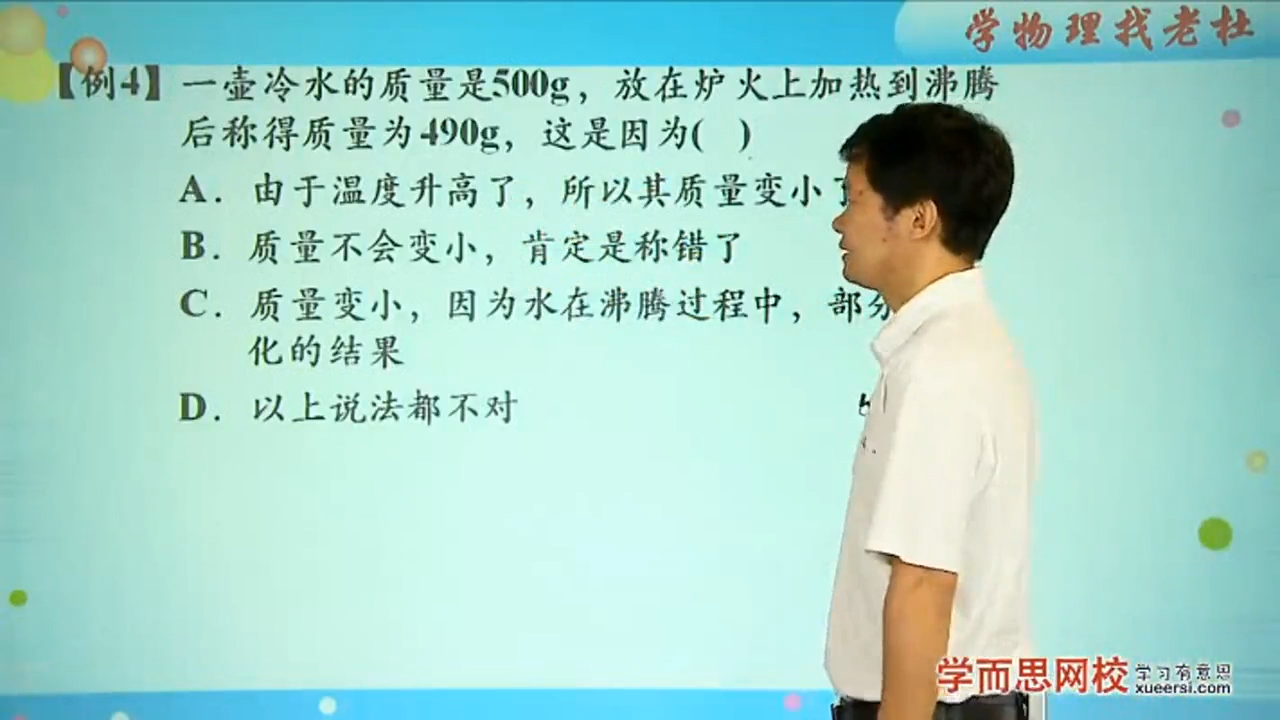 学物理找老杜
【例4】一壶冷水的质量是500g，放在炉火上加热到沸腾
后称得质量为490g，这是因为( )
A．由于温度升高了，所以其质量变小
B．质量不会变小，肯定是称错了
C．质量变小，因为水在沸腾过程中，部分
化的结果
D．以上说法都不对
学而思网校 学习有意思
xueersi.com